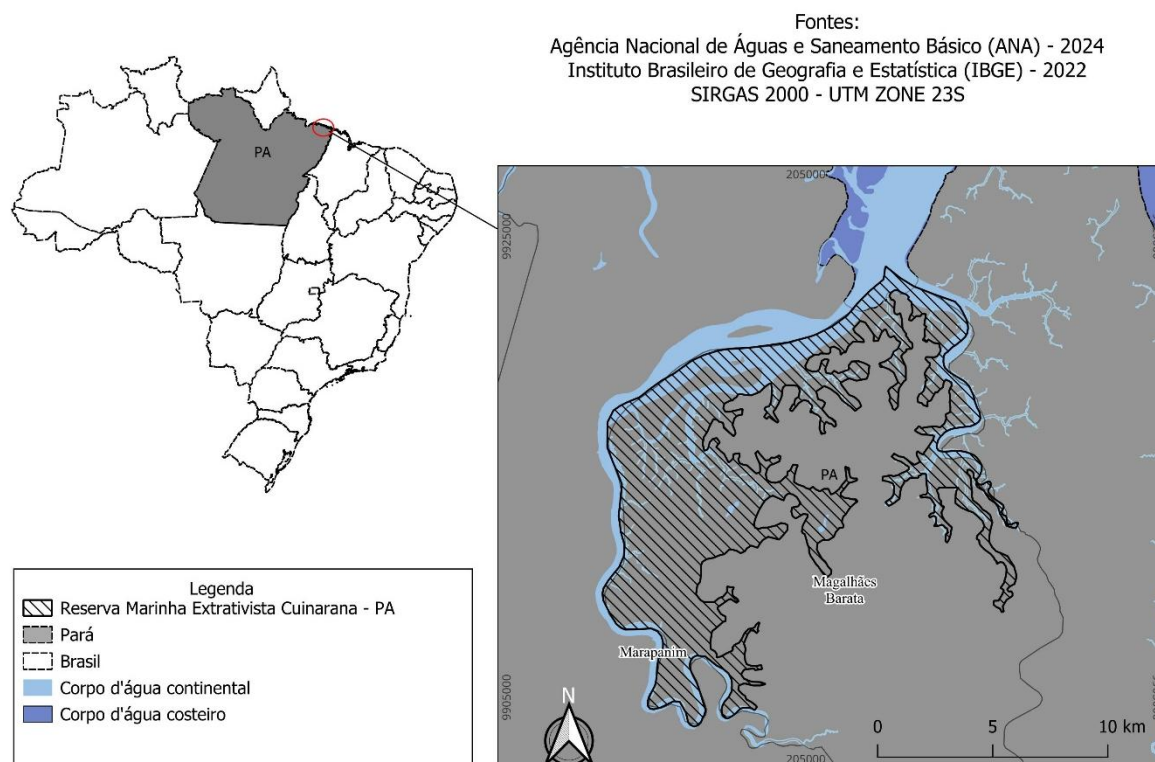 Fontes:
Agência Nacional de Águas e Saneamento Básico (ANA) - 2024
Instituto Brasileiro de Geografia e Estatística (IBGE) - 2022
SIRGAS 2000 - UTM ZONE 23S
PA
205000
9925000
PA
Magalhães
Barata
Marapanim
9905000
N
0 5 10 km
205000
Legenda
Reserva Marinha Extrativista Cuinarana - PA
Pará
Brasil
Corpo d'água continental
Corpo d'água costeiro